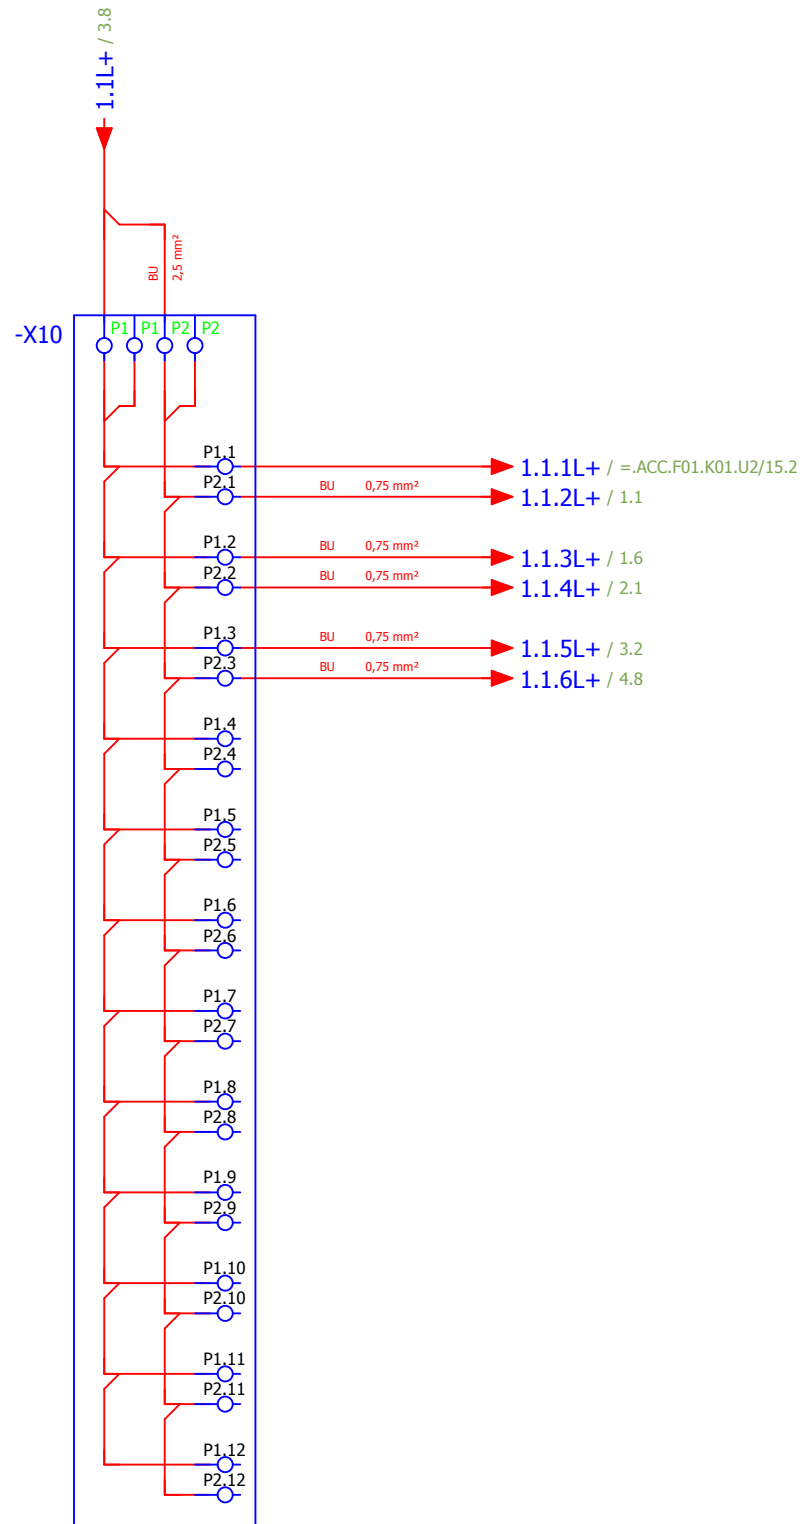 1.1L+ / 3.8
BU
2,5 mm²
-X10
P1 P1 P2 P2
P1.1
1.1.1L+ / =.ACC.F01.K01.U2/15.2
P2.1 BU 0,75 mm² 1.1.2L+ / 1.1
P1.2 BU 0,75 mm² 1.1.3L+ / 1.6
P2.2 BU 0,75 mm² 1.1.4L+ / 2.1
P1.3 BU 0,75 mm² 1.1.5L+ / 3.2
P2.3 BU 0,75 mm² 1.1.6L+ / 4.8
P1.4
P2.4
P1.5
P2.5
P1.6
P2.6
P1.7
P2.7
P1.8
P2.8
P1.9
P2.9
P1.10
P2.10
P1.11
P2.11
P1.12
P2.12